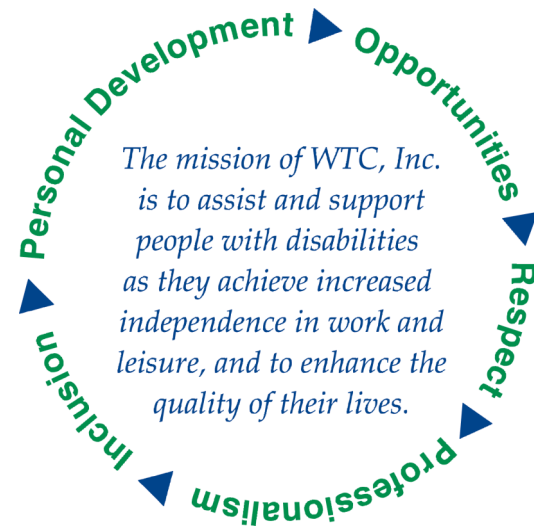 Personal Development
Opportunities
Respect
Professionalism
Inclusion
The mission of WTC, Inc.
is to assist and support
people with disabilities
as they achieve increased
independence in work and
leisure, and to enhance the
quality of their lives.